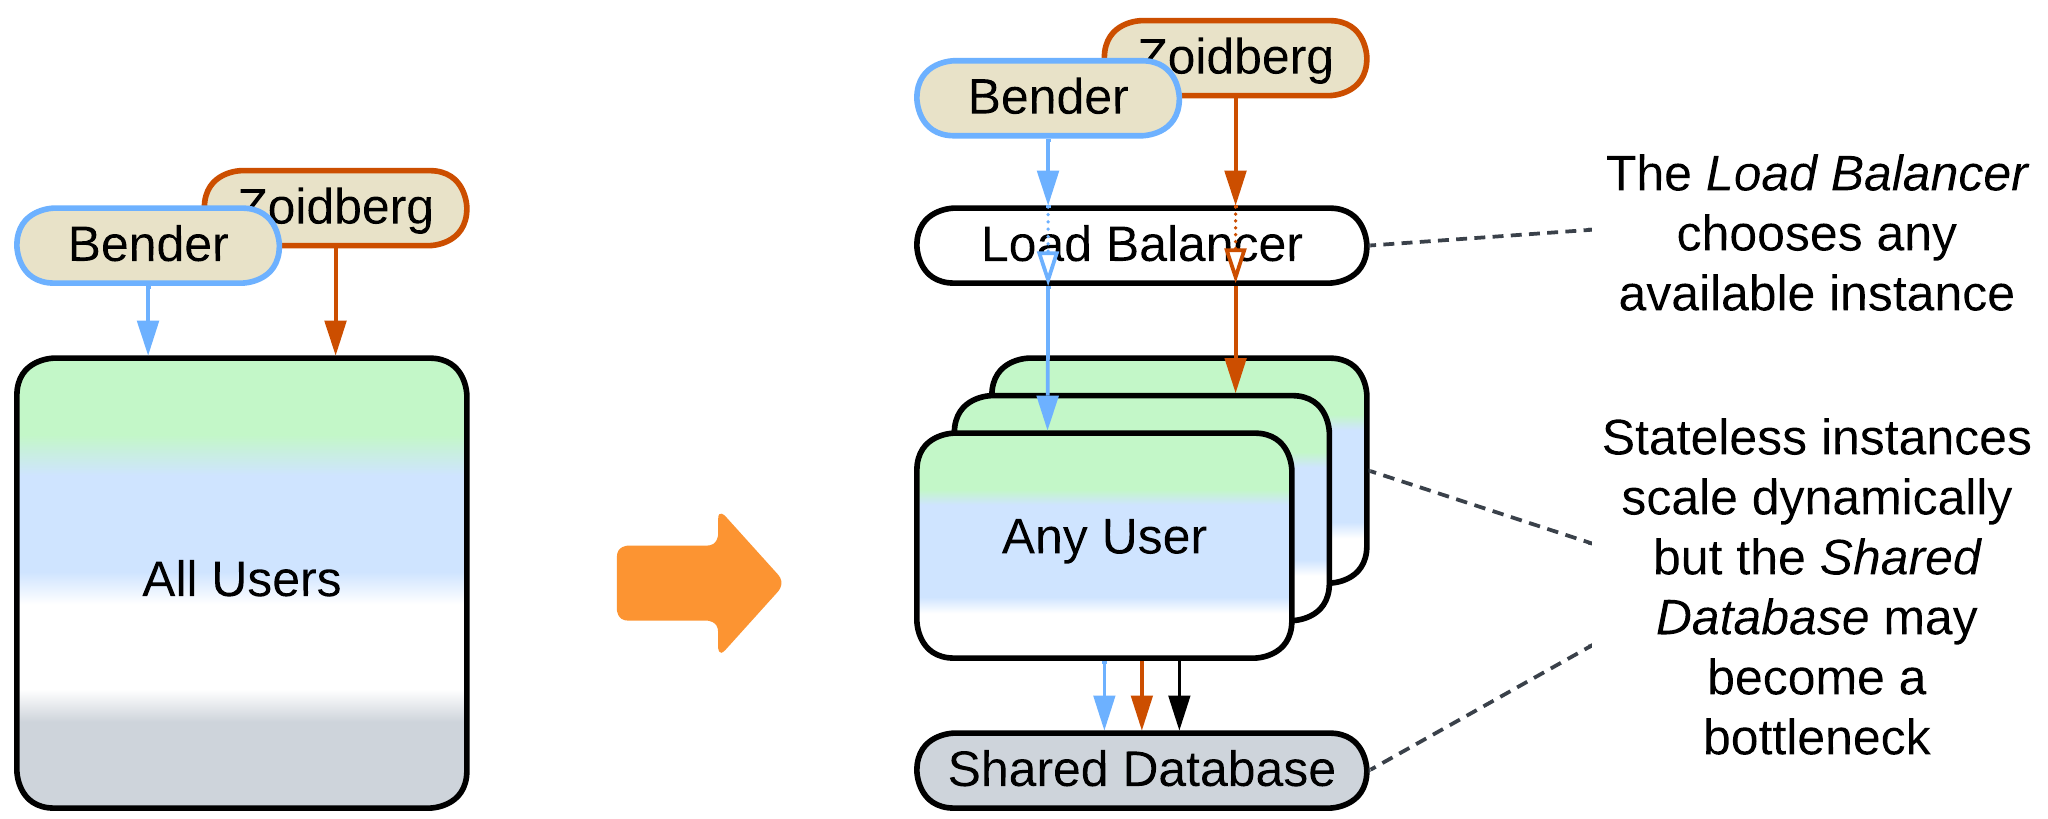 Zoidberg
Bender
All Users
Zoidberg
Bender
Load Balancer
Any User
Shared Database
The Load Balancer
chooses any
available instance
Stateless instances
scale dynamically
but the Shared
Database may
become a
bottleneck